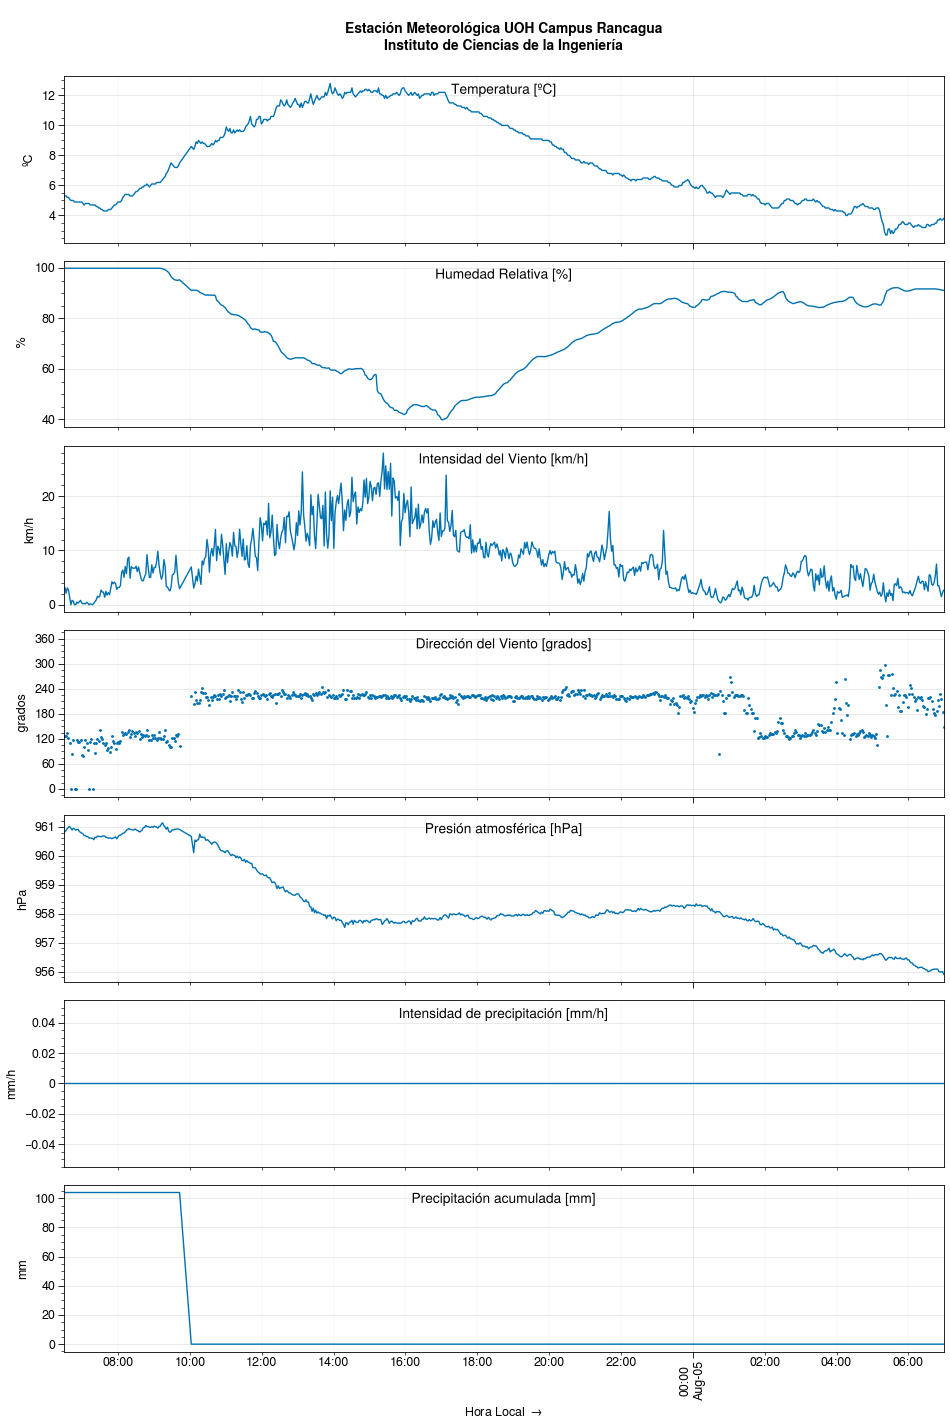 Estación Meteorológica UOH Campus Rancagua
Instituto de Ciencias de la Ingeniería
Temperatura [ºC]
ºC
12
10
8
6
4
Humedad Relativa [%]
%
100
80
60
40
Intensidad del Viento [km/h]
km/h
20
10
0
Dirección del Viento [grados]
grados
360
300
240
180
120
60
0
Presión atmosférica [hPa]
hPa
961
960
959
958
957
956
Intensidad de precipitación [mm/h]
mm/h
0.04
0.02
0
−0.02
−0.04
Precipitación acumulada [mm]
mm
100
80
60
40
20
0
08:00 10:00 12:00 14:00 16:00 18:00 20:00 22:00 00:00 02:00 04:00 06:00
Aug-05
Hora Local →